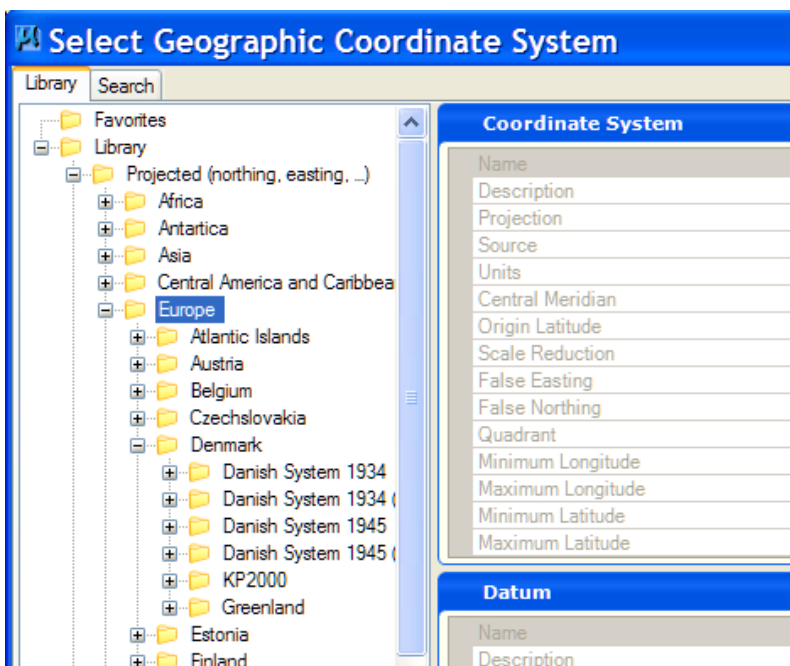 Select Geographic Coordinate System
Library Search
Favorites
Library
Projected (northing, easting, ...)
Africa
Antartica
Asia
Central America and Caribbea
Europe
Atlantic Islands
Austria
Belgium
Czechslovakia
Denmark
Danish System 1934
Danish System 1934 (
Danish System 1945
Danish System 1945 (
KP2000
Greenland
Estonia
Finland
Coordinate System
Name
Description
Projection
Source
Units
Central Meridian
Origin Latitude
Scale Reduction
False Easting
False Northing
Quadrant
Minimum Longitude
Maximum Longitude
Minimum Latitude
Maximum Latitude
Datum
Name
Description